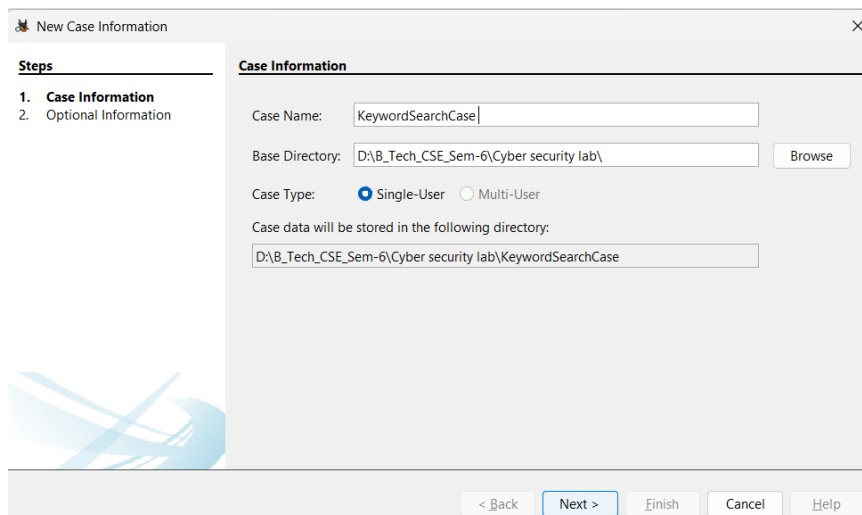 New Case Information
Steps
1. Case Information
2. Optional Information
Case Information
Case Name: KeywordSearchCase
Base Directory: D:\B_Tech_CSE_Sem-6\Cyber security lab\ Browse
Case Type: Single-User Multi-User
Case data will be stored in the following directory:
D:\B_Tech_CSE_Sem-6\Cyber security lab\KeywordSearchCase
< Back Next > Finish Cancel Help